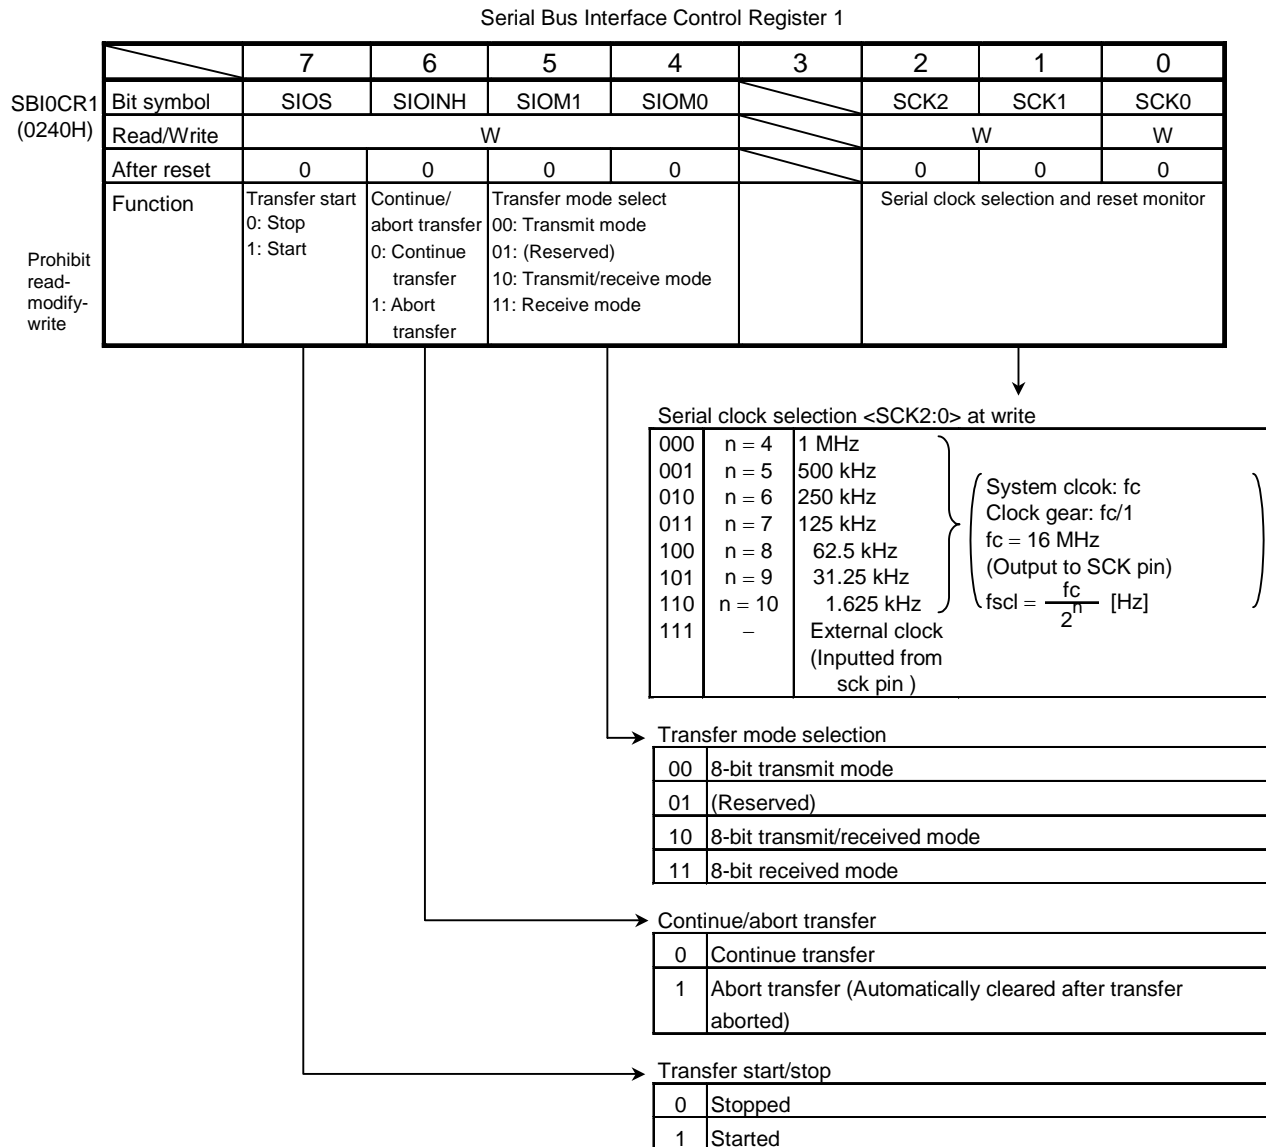 Serial Bus Interface Control Register 1
7 6 5 4 3 2 1 0
SBI0CR1
(0240H)
Bit symbol SIOS SIOINH SIOM1 SIOM0 SCK2 SCK1 SCK0
Read/Write W W W
After reset 0 0 0 0 0 0 0
Prohibit
read-
modify-
write
Function
Transfer start
0: Stop
1: Start
Continue/
abort transfer
0: Continue
transfer
1: Abort
transfer
Transfer mode select
00: Transmit mode
01: (Reserved)
10: Transmit/receive mode
11: Receive mode
Serial clock selection and reset monitor
Serial clock selection <SCK2:0> at write
000 n = 4 1 MHz
001 n = 5 500 kHz
010 n = 6 250 kHz
011 n = 7 125 kHz
100 n = 8 62.5 kHz
101 n = 9 31.25 kHz
110 n = 10 1.625 kHz
111 – External clock
(Inputted from
sck pin )
System clcok: fc
Clock gear: fc/1
fc = 16 MHz
(Output to SCK pin)
fscl = fc/2^n [Hz]
Transfer mode selection
00 8-bit transmit mode
01 (Reserved)
10 8-bit transmit/received mode
11 8-bit received mode
Continue/abort transfer
0 Continue transfer
1 Abort transfer (Automatically cleared after transfer
aborted)
Transfer start/stop
0 Stopped
1 Started